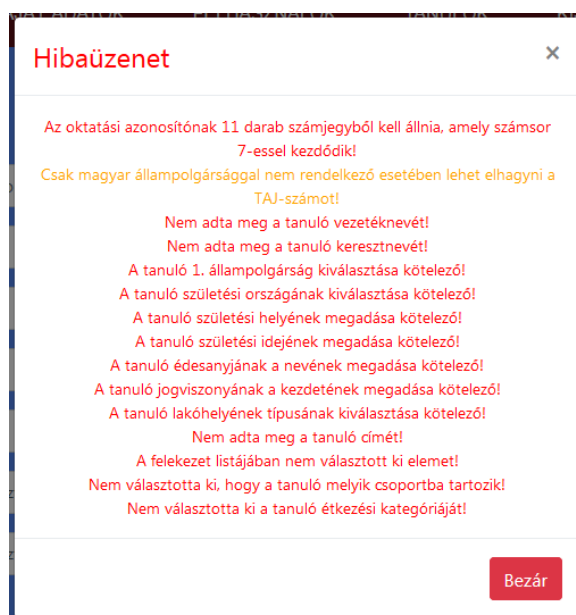 Hibaüzenet ×
Az oktatási azonosítónak 11 darab számjegyből kell állnia, amely számsor
7-essel kezdődik!
Csak magyar állampolgársággal nem rendelkező esetében lehet elhagyni a
TAJ-számot!
Nem adta meg a tanuló vezetéknevét!
Nem adta meg a tanuló keresztnevét!
A tanuló 1. állampolgárság kiválasztása kötelező!
A tanuló születési országának kiválasztása kötelező!
A tanuló születési helyének megadása kötelező!
A tanuló születési idejének megadása kötelező!
A tanuló édesanyjának a nevének megadása kötelező!
A tanuló jogviszonyának a kezdetének megadása kötelező!
A tanuló lakóhelyének típusának kiválasztása kötelező!
Nem adta meg a tanuló címét!
A felekezet listájában nem választott ki elemet!
Nem választotta ki, hogy a tanuló melyik csoportba tartozik!
Nem választotta ki a tanuló étkezési kategóriáját!
Bezár